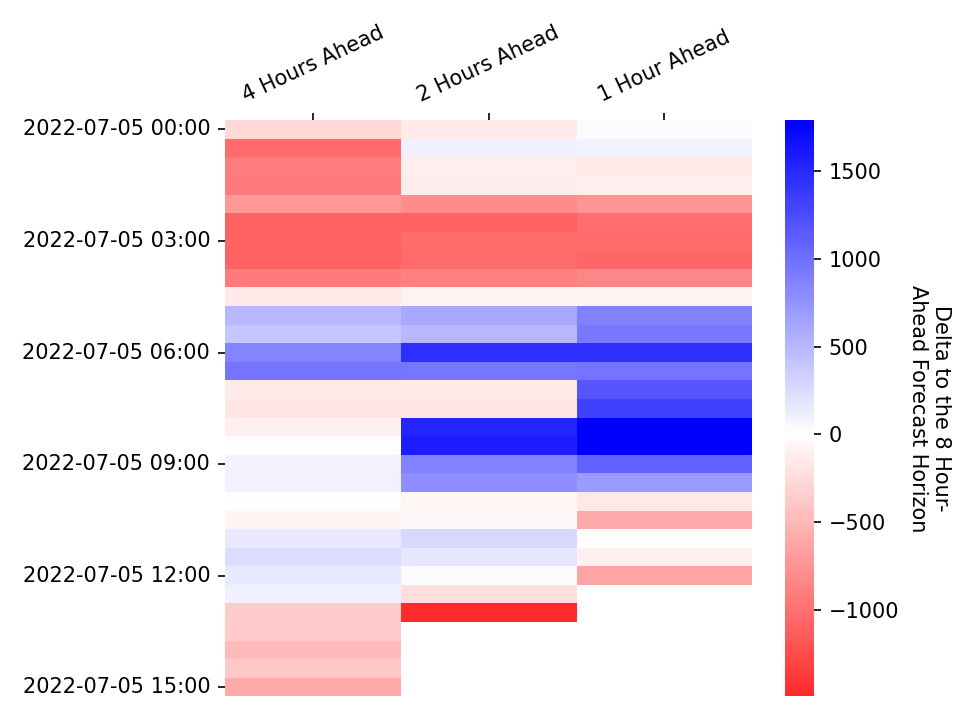 4 Hours Ahead
2 Hours Ahead
1 Hour Ahead
2022-07-05 00:00
2022-07-05 03:00
2022-07-05 06:00
2022-07-05 09:00
2022-07-05 12:00
2022-07-05 15:00
1500
1000
500
0
−500
−1000
Delta to the 8 Hour-
Ahead Forecast Horizon